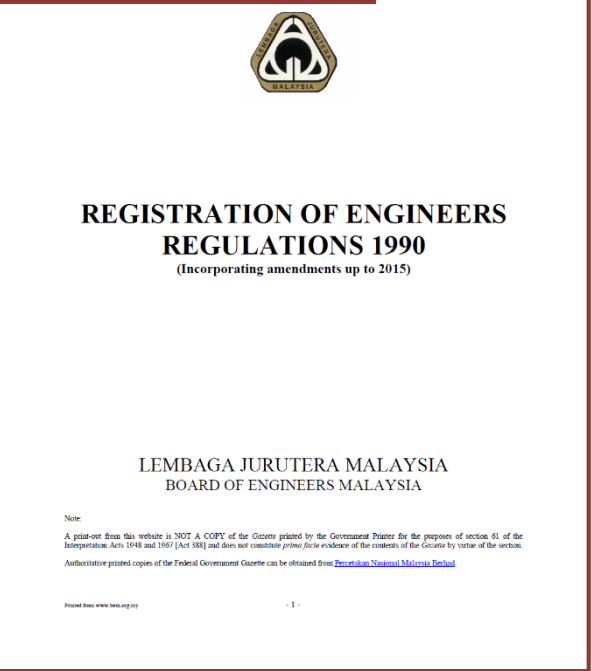 LEMBAGA JURUTERA
MALAYSIA
REGISTRATION OF ENGINEERS
REGULATIONS 1990
(Incorporating amendments up to 2015)
LEMBAGA JURUTERA MALAYSIA
BOARD OF ENGINEERS MALAYSIA
Note:
A print-out from this website is NOT A COPY of the Gazette printed by the Government Printer for the purposes of section 61 of the
Interpretation Acts 1948 and 1967 [Act 388] and does not constitute prima facie evidence of the contents of the Gazette by virtue of the section.
Authoritative printed copies of the Federal Government Gazette can be obtained from Percetakan Nasional Malaysia Berhad.
Printed from www.bem.org.my
- 1 -